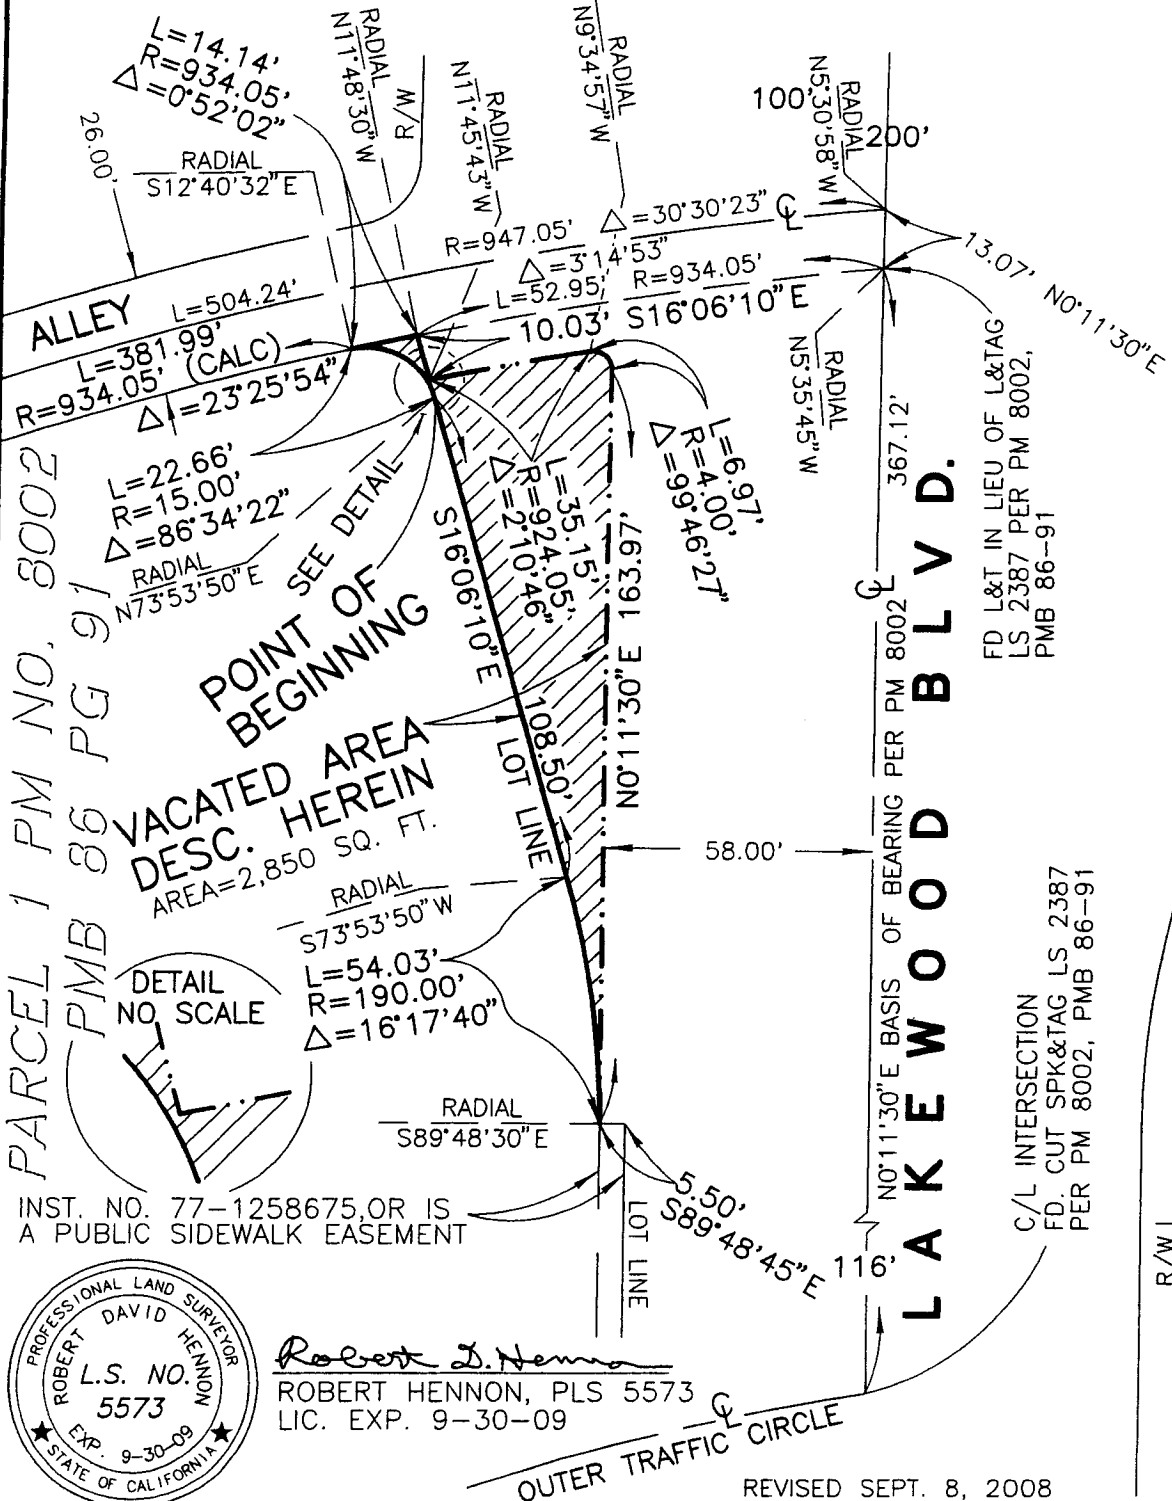 L=14.14'
R=934.05'
△=0°52'02"
RADIAL
N11°48'30"W
R/W
RADIAL
N11°45'43"W
RADIAL
N9°34'57"W
RADIAL
N5°30'58"W
100'
200'
26.00'
RADIAL
S12°40'32"E
R=947.05'
△=30°30'23"
℄
△=3°14'53"
L=52.95'
R=934.05'
10.03'
S16°06'10"E
13.07'
N0°11'30"E
ALLEY
L=504.24'
L=381.99'
R=934.05' (CALC)
△=23°25'54"
RADIAL
N5°35'45"W
367.12'
FD L&T IN LIEU OF L&TAG
LS 2387 PER PM 8002,
PMB 86-91
L=22.66'
R=15.00'
△=86°34'22"
RADIAL
N73°53'50"E
SEE DETAIL
L=6.97'
R=4.00'
△=99°46'27"
L=35.15'
R=924.05'
△=2°10'46"
S16°06'10"E
108.50'
LOT LINE
N0°11'30"E 163.97'
POINT OF
BEGINNING
VACATED AREA
DESC. HEREIN
AREA=2,850 SQ. FT.
PARCEL 1 PM NO. 8002
PMB 86 PG 91
58.00'
℄
N0°11'30"E BASIS OF BEARING PER PM 8002
LAKEWOOD BLVD.
RADIAL
S73°53'50"W
L=54.03'
R=190.00'
△=16°17'40"
DETAIL
NO SCALE
RADIAL
S89°48'30"E
5.50'
S89°48'45"E
LOT LINE
116'
C/L INTERSECTION
FD. CUT SPK&TAG LS 2387
PER PM 8002, PMB 86-91
R/W
INST. NO. 77-1258675,OR IS
A PUBLIC SIDEWALK EASEMENT
PROFESSIONAL LAND SURVEYOR
ROBERT DAVID HENNON
L.S. NO.
5573
EXP. 9-30-09
STATE OF CALIFORNIA
Robert D. Hennon
ROBERT HENNON, PLS 5573
LIC. EXP. 9-30-09
℄
OUTER TRAFFIC CIRCLE
REVISED SEPT. 8, 2008